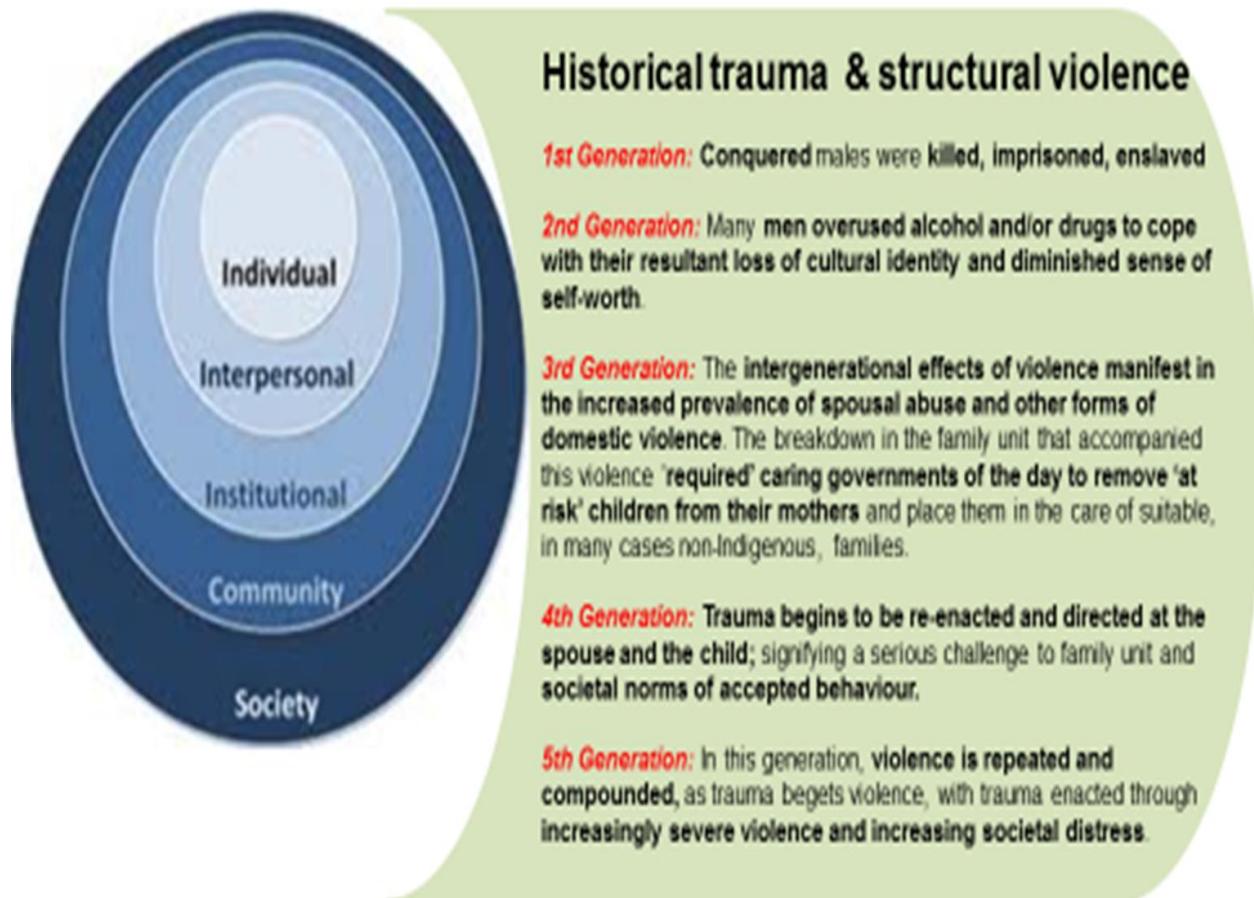 Individual
Interpersonal
Institutional
Community
Society
Historical trauma & structural violence
1st Generation: Conquered males were killed, imprisoned, enslaved
2nd Generation: Many men overused alcohol and/or drugs to cope
with their resultant loss of cultural identity and diminished sense of
self-worth.
3rd Generation: The intergenerational effects of violence manifest in
the increased prevalence of spousal abuse and other forms of
domestic violence. The breakdown in the family unit that accompanied
this violence 'required' caring governments of the day to remove 'at
risk' children from their mothers and place them in the care of suitable,
in many cases non-Indigenous, families.
4th Generation: Trauma begins to be re-enacted and directed at the
spouse and the child; signifying a serious challenge to family unit and
societal norms of accepted behaviour.
5th Generation: In this generation, violence is repeated and
compounded, as trauma begets violence, with trauma enacted through
increasingly severe violence and increasing societal distress.